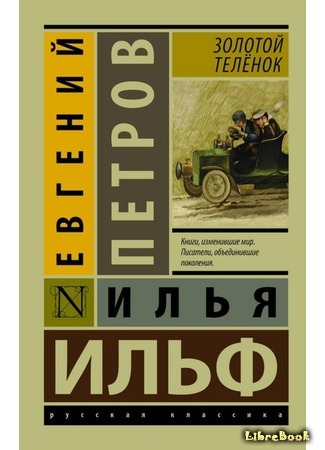 ЕВГЕНИЙ
ПЕТРОВ
ЗОЛОТОЙ
ТЕЛЁНОК
Книги, изменившие мир.
Писатели, объединившие
поколения.
N
ИЛЬЯ
ИЛЬФ
русская классика
LibreBook